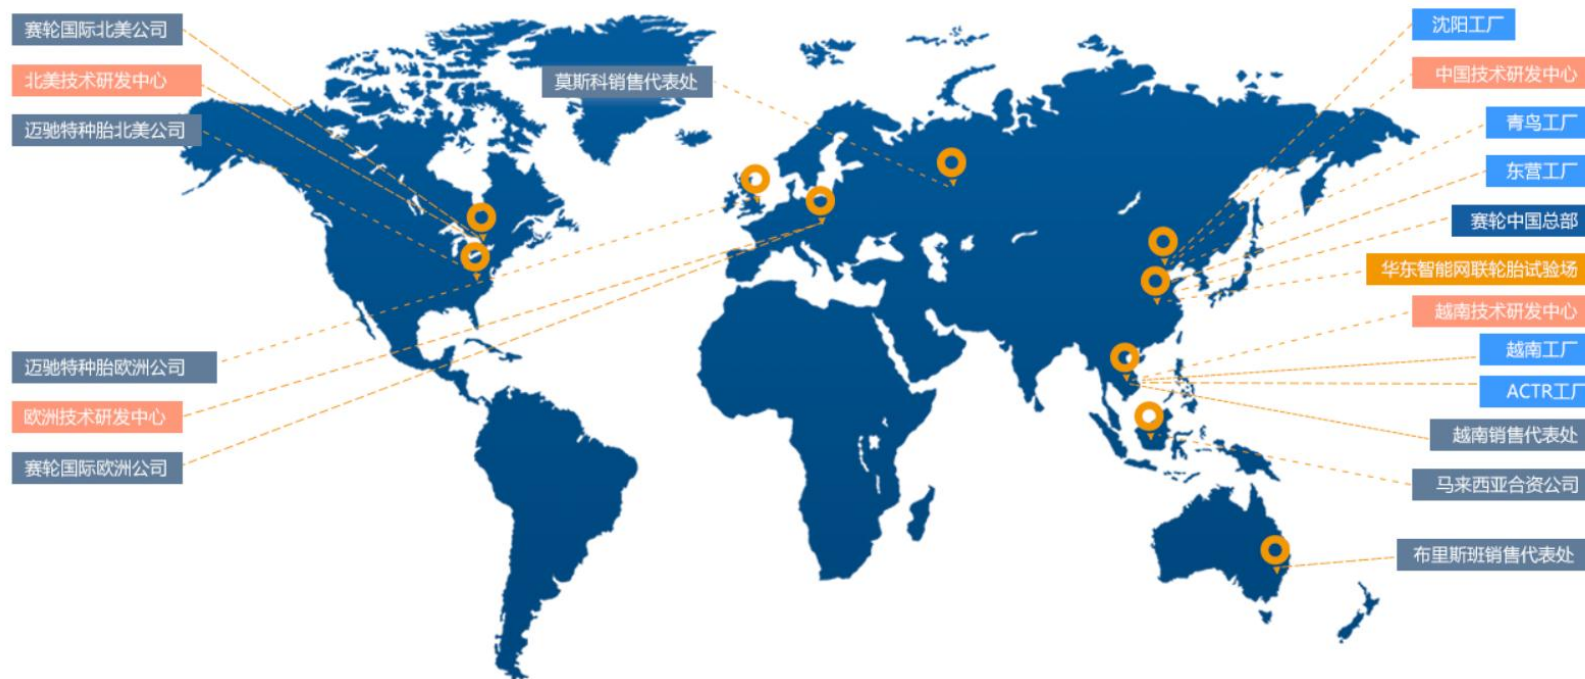 赛轮国际北美公司
北美技术研发中心
迈驰特种胎北美公司
莫斯科销售代表处
迈驰特种胎欧洲公司
欧洲技术研发中心
赛轮国际欧洲公司
沈阳工厂
中国技术研发中心
青鸟工厂
东营工厂
赛轮中国总部
华东智能网联轮胎试验场
越南技术研发中心
越南工厂
ACTR工厂
越南销售代表处
马来西亚合资公司
布里斯班销售代表处